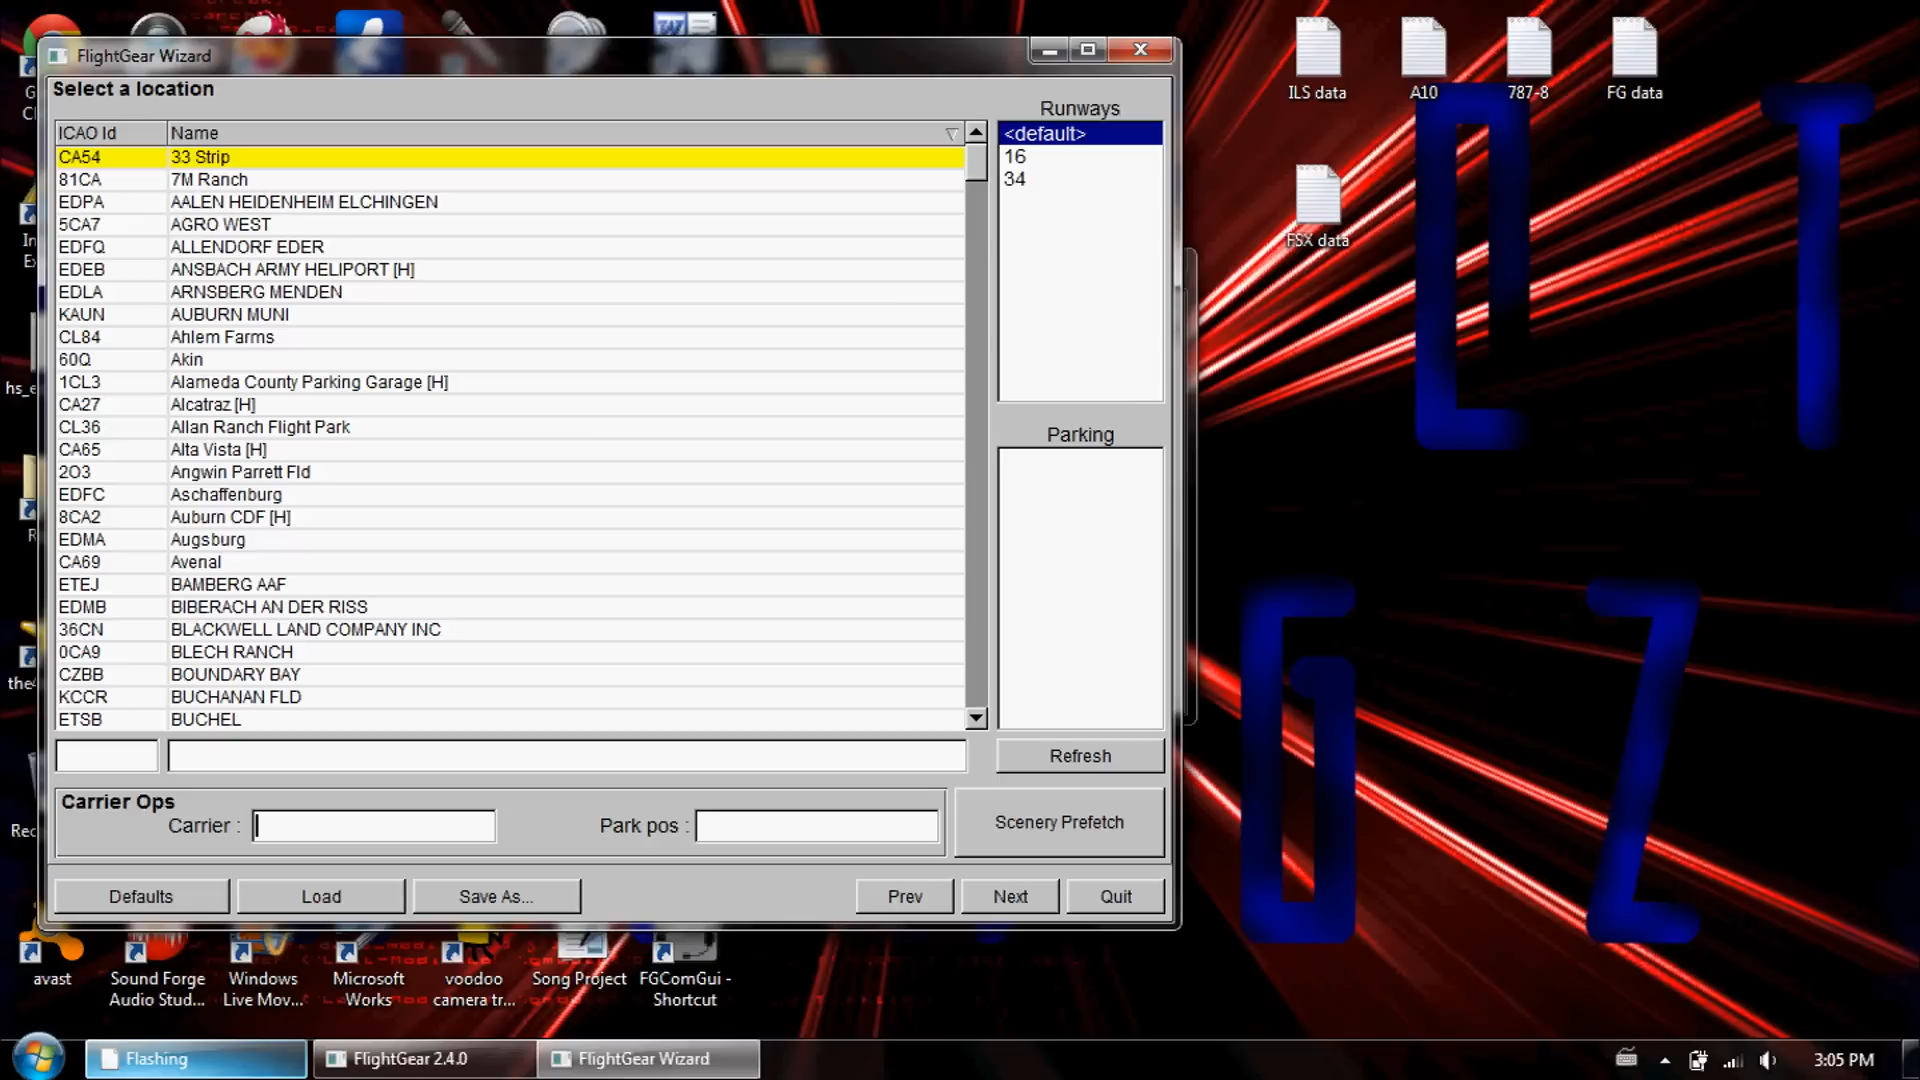 FlightGear Wizard
Select a location
ICAO Id Name
CA54 33 Strip
81CA 7M Ranch
EDPA AALEN HEIDENHEIM ELCHINGEN
5CA7 AGRO WEST
EDFQ ALLENDORF EDER
EDEB ANSBACH ARMY HELIPORT [H]
EDLA ARNSBERG MENDEN
KAUN AUBURN MUNI
CL84 Ahlem Farms
60Q Akin
1CL3 Alameda County Parking Garage [H]
CA27 Alcatraz [H]
CL36 Allan Ranch Flight Park
CA65 Alta Vista [H]
2O3 Angwin Parrett Fld
EDFC Aschaffenburg
8CA2 Auburn CDF [H]
EDMA Augsburg
CA69 Avenal
ETEJ BAMBERG AAF
EDMB BIBERACH AN DER RISS
36CN BLACKWELL LAND COMPANY INC
0CA9 BLECH RANCH
CZBB BOUNDARY BAY
KCCR BUCHANAN FLD
ETSB BUCHEL
Runways
<default>
16
34
Parking
Refresh
Carrier Ops
Carrier :
Park pos :
Scenery Prefetch
Defaults
Load
Save As...
Prev
Next
Quit
ILS data
A10
787-8
FG data
FSX data
hs_e
avast
Sound Forge
Audio Stud...
Windows
Live Mov...
Microsoft
Works
voodoo
camera tr...
Song Project
FGComGui -
Shortcut
Flashing
FlightGear 2.4.0
FlightGear Wizard
3:05 PM